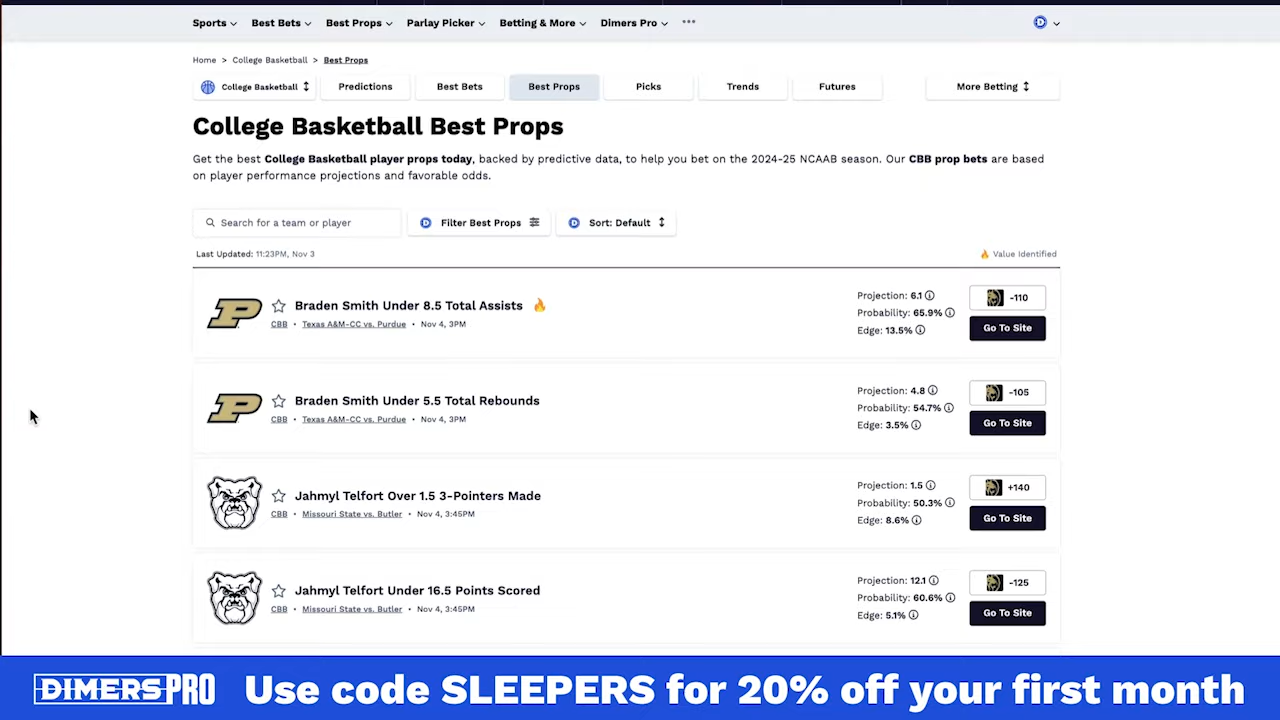 Sports Best Bets Best Props Parlay Picker Betting & More Dimers Pro •••
Home > College Basketball > Best Props
College Basketball Predictions Best Bets Best Props Picks Trends Futures More Betting
College Basketball Best Props
Get the best College Basketball player props today, backed by predictive data, to help you bet on the 2024-25 NCAAB season. Our CBB prop bets are based
on player performance projections and favorable odds.
Search for a team or player Filter Best Props Sort: Default
Last Updated: 11:23PM, Nov 3 Value Identified
Braden Smith Under 8.5 Total Assists
CBB • Texas A&M-CC vs. Purdue • Nov 4, 3PM
Projection: 6.1
Probability: 65.9%
Edge: 13.5%
-110
Go To Site
Braden Smith Under 5.5 Total Rebounds
CBB • Texas A&M-CC vs. Purdue • Nov 4, 3PM
Projection: 4.8
Probability: 54.7%
Edge: 3.5%
-105
Go To Site
Jahmyl Telfort Over 1.5 3-Pointers Made
CBB • Missouri State vs. Butler • Nov 4, 3:45PM
Projection: 1.5
Probability: 50.3%
Edge: 8.6%
+140
Go To Site
Jahmyl Telfort Under 16.5 Points Scored
CBB • Missouri State vs. Butler • Nov 4, 3:45PM
Projection: 12.1
Probability: 60.6%
Edge: 5.1%
-125
Go To Site
DIMERS PRO Use code SLEEPERS for 20% off your first month